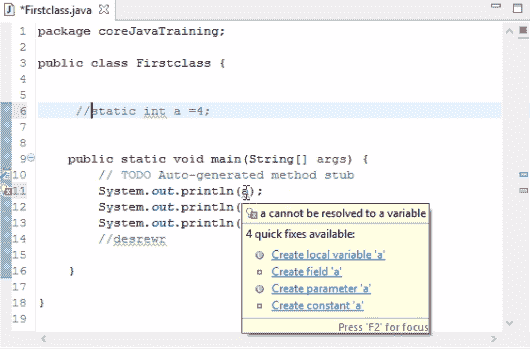 *Firstclass.java
1 package coreJavaTraining;
2
3 public class Firstclass {
4
5
6 //static int a =4;
7
8
9 public static void main(String[] args) {
10 // TODO Auto-generated method stub
11 System.out.println(a);
12 System.out.println(
13 System.out.println(
14 //desrewr
15
16 }
17
18 }
19
a cannot be resolved to a variable
4 quick fixes available:
Create local variable 'a'
Create field 'a'
Create parameter 'a'
Create constant 'a'
Press 'F2' for focus